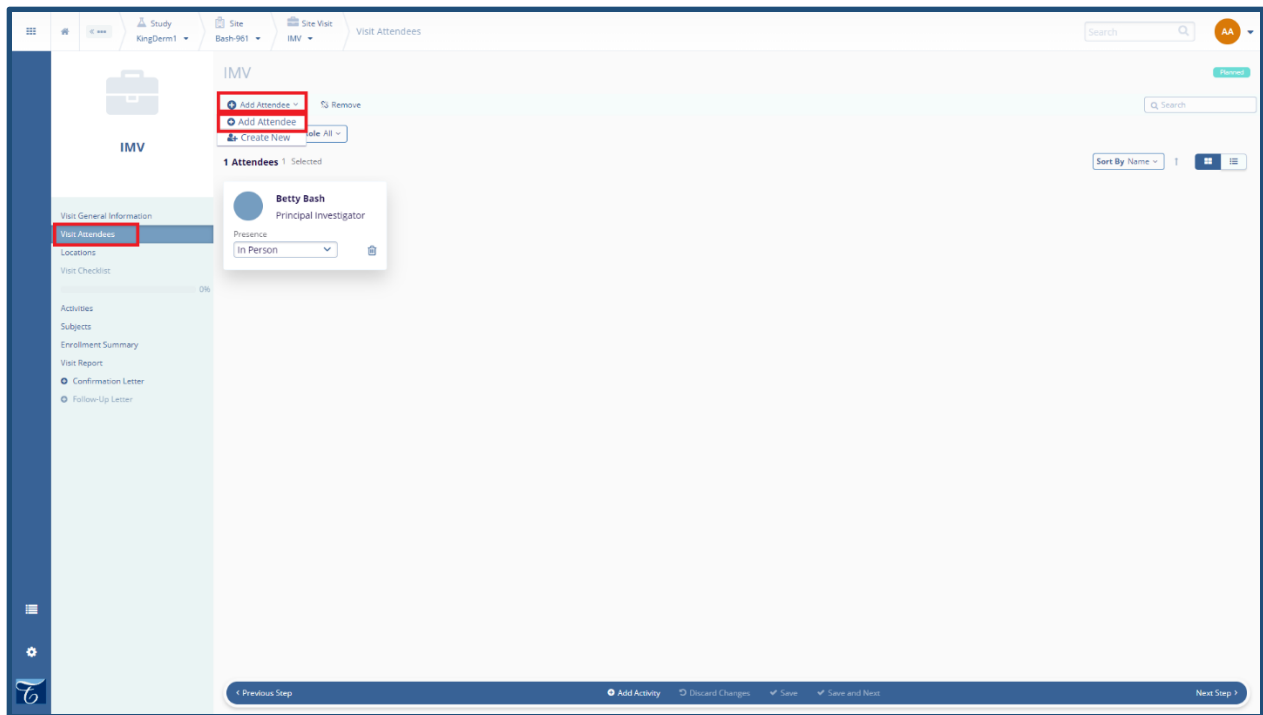 Study
KingDerm1
Site
Bash-961
Site Visit
IMV
Visit Attendees
Search
AA
IMV
Planned
Add Attendee
Remove
Search
Add Attendee
Create New
ole All
IMV
1 Attendees 1 Selected
Sort By Name
Betty Bash
Principal Investigator
Presence
In Person
Visit General Information
Visit Attendees
Locations
Visit Checklist
0%
Activities
Subjects
Enrollment Summary
Visit Report
Confirmation Letter
Follow-Up Letter
Previous Step
Add Activity
Discard Changes
Save
Save and Next
Next Step